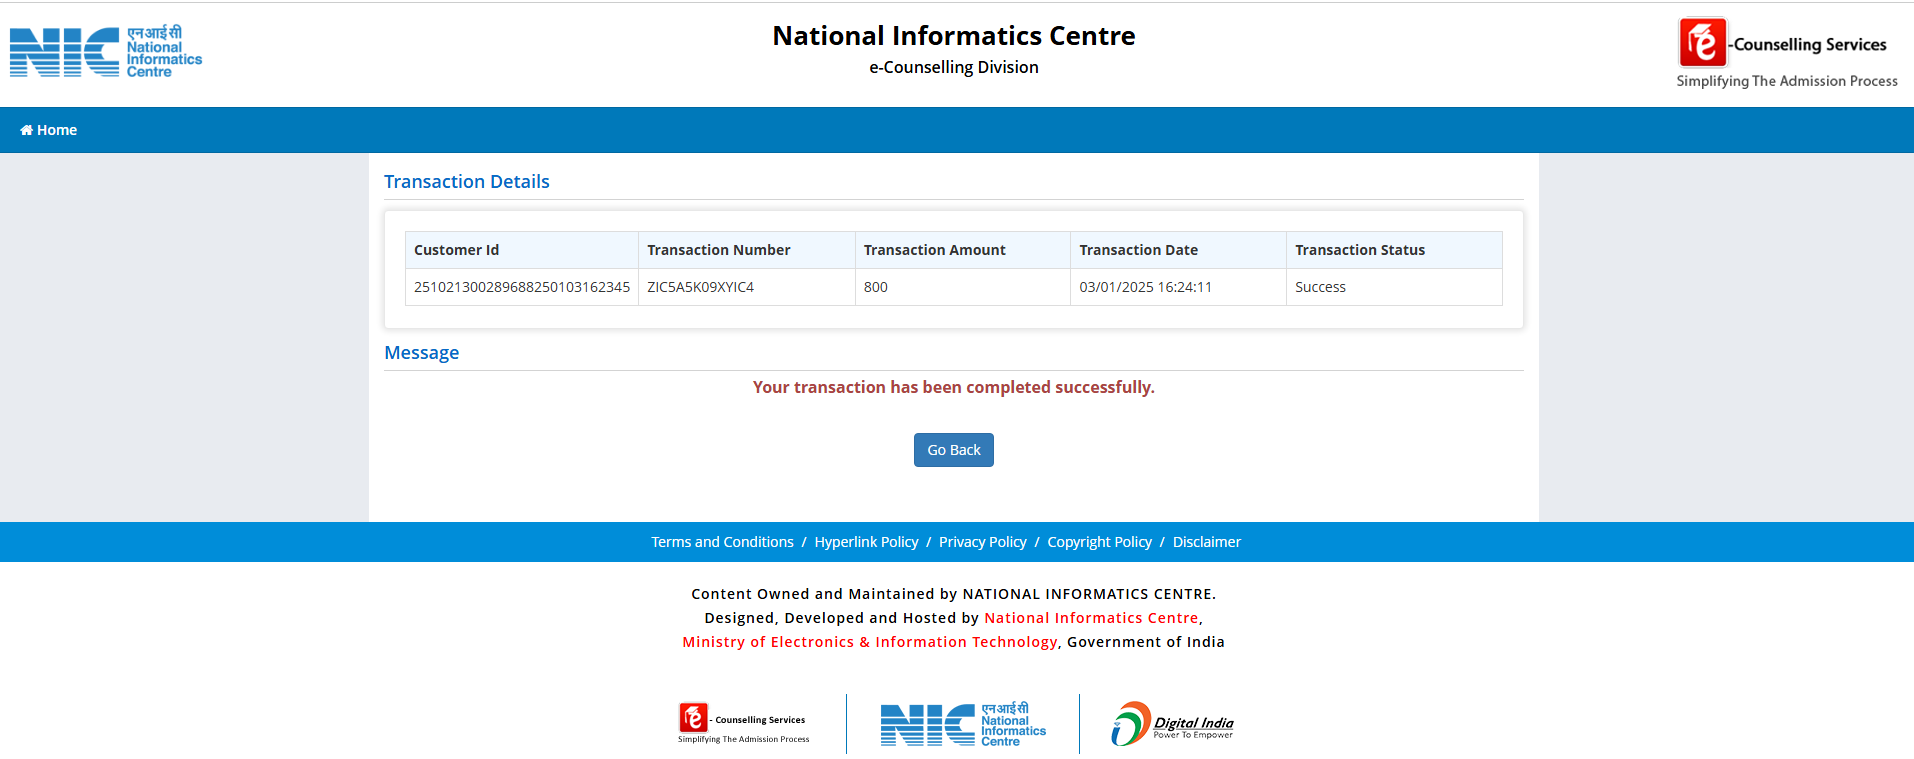 एन आई सी
NIC National
Informatics
Centre
National Informatics Centre
e-Counselling Division
e-Counselling Services
Simplifying The Admission Process
Home
Transaction Details
Customer Id Transaction Number Transaction Amount Transaction Date Transaction Status
251021300289688250103162345 ZIC5A5K09XYIC4 800 03/01/2025 16:24:11 Success
Message
Your transaction has been completed successfully.
Go Back
Terms and Conditions / Hyperlink Policy / Privacy Policy / Copyright Policy / Disclaimer
Content Owned and Maintained by NATIONAL INFORMATICS CENTRE.
Designed, Developed and Hosted by National Informatics Centre,
Ministry of Electronics & Information Technology, Government of India
e - Counselling Services
Simplifying The Admission Process
एन आई सी
NIC National
Informatics
Centre
Digital India
Power To Empower